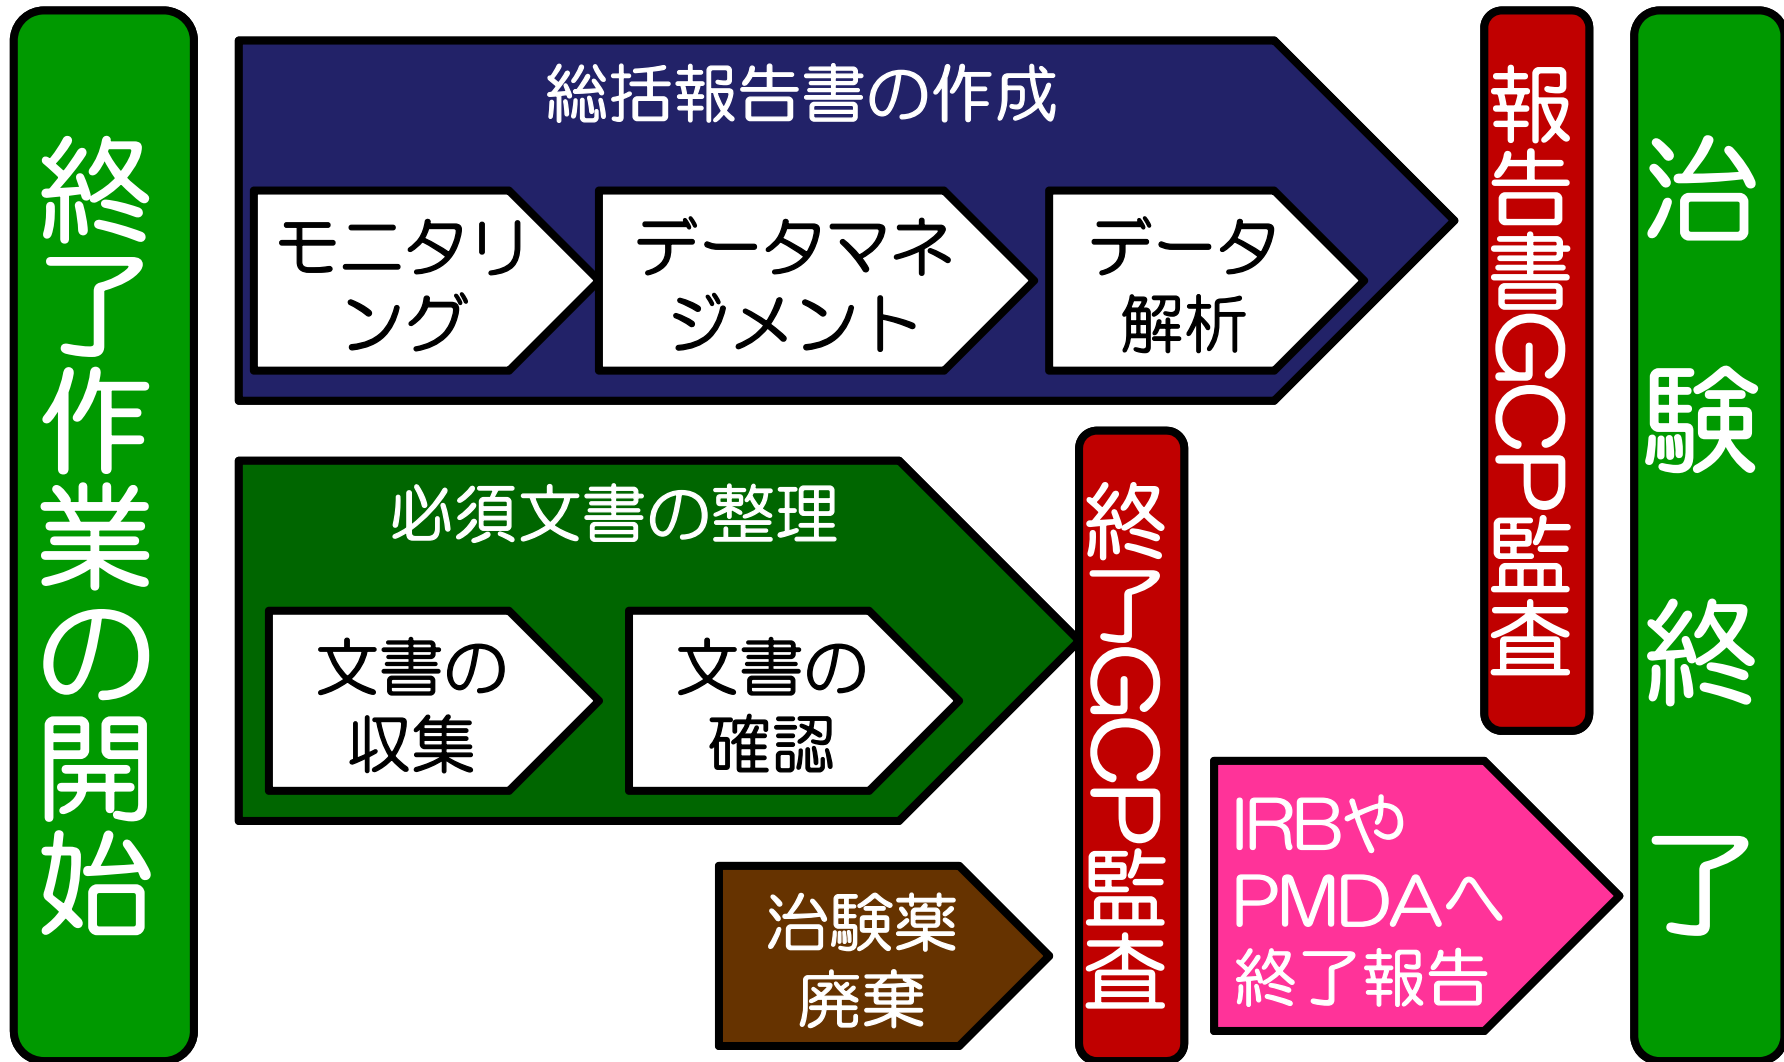 終了作業の開始
総括報告書の作成
モニタリ
ング
データマネ
ジメント
データ
解析
報告書GCP監査
必須文書の整理
文書の
収集
文書の
確認
終了GCP監査
治験薬
廃棄
IRBや
PMDAへ
終了報告
治験終了